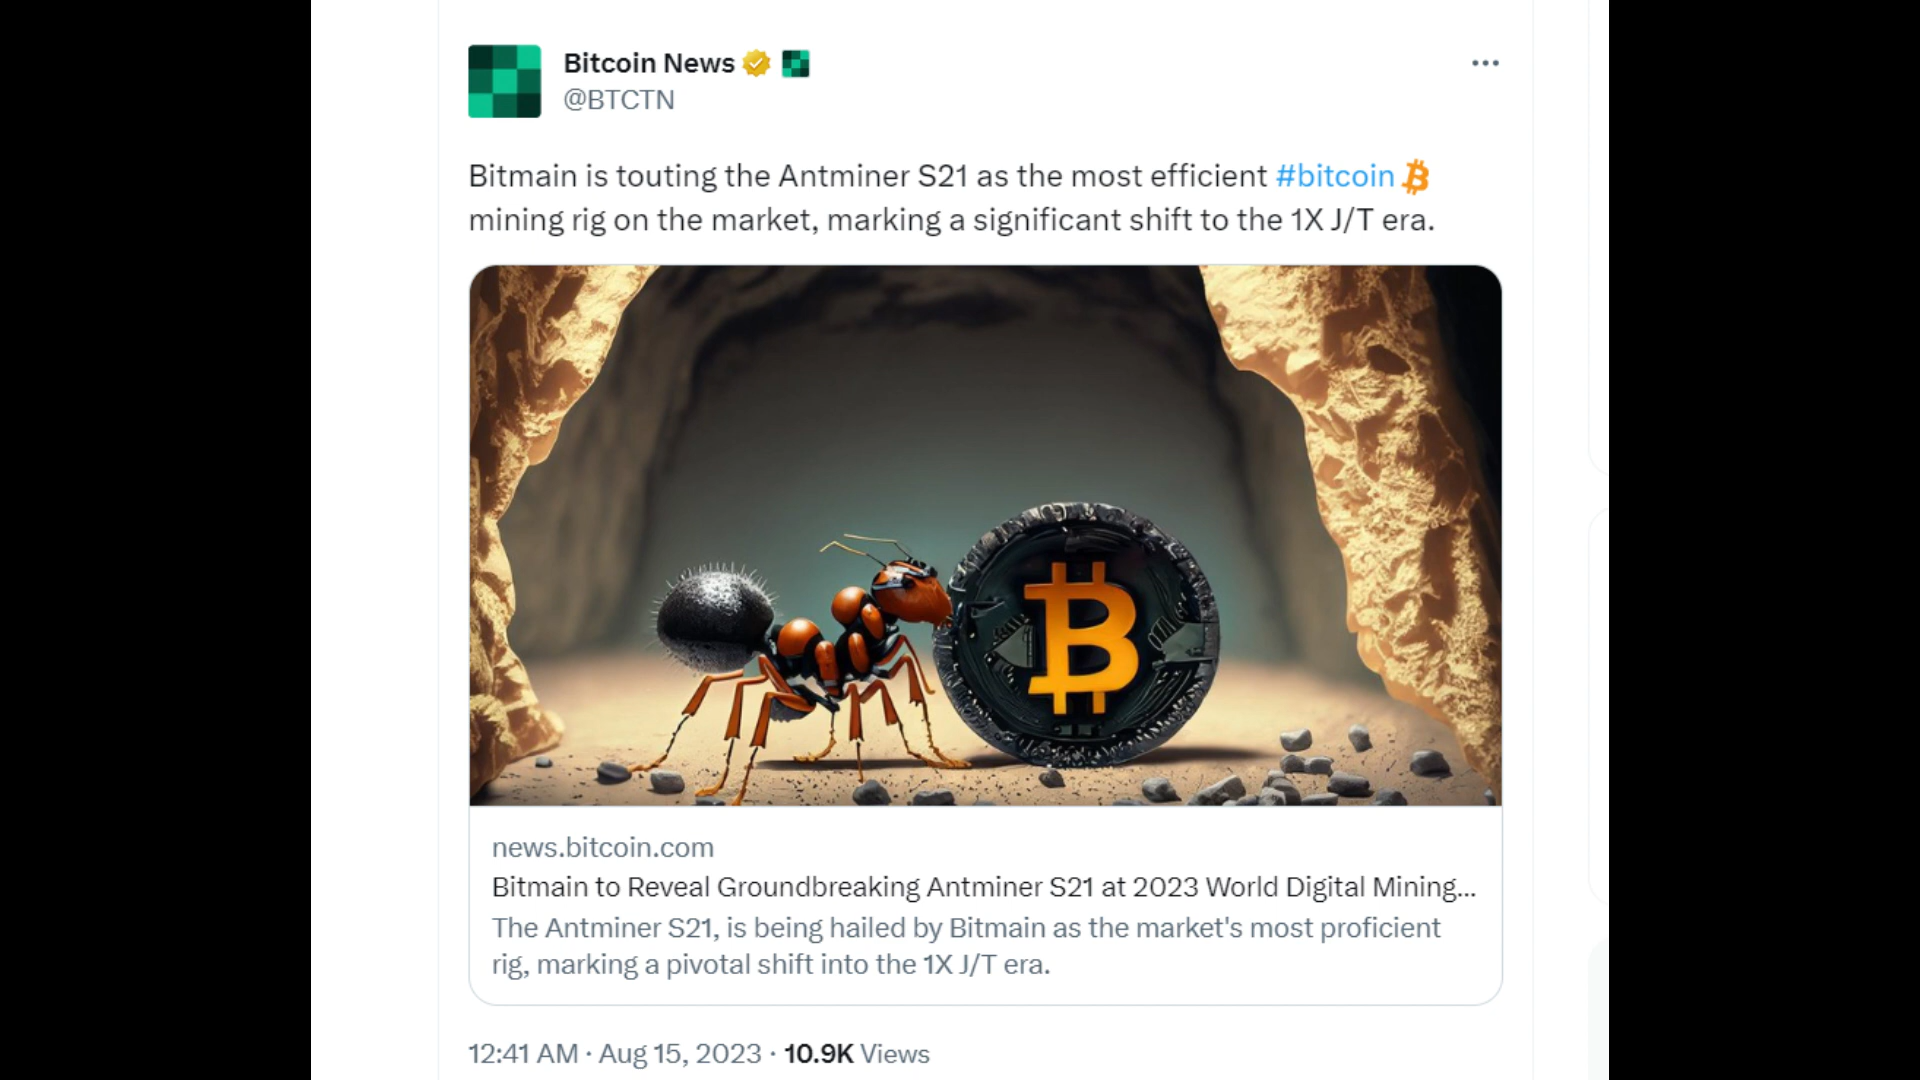 Bitcoin News
@BTCTN
Bitmain is touting the Antminer S21 as the most efficient #bitcoin
mining rig on the market, marking a significant shift to the 1X J/T era.
news.bitcoin.com
Bitmain to Reveal Groundbreaking Antminer S21 at 2023 World Digital Mining...
The Antminer S21, is being hailed by Bitmain as the market's most proficient
rig, marking a pivotal shift into the 1X J/T era.
12:41 AM · Aug 15, 2023 · 10.9K Views